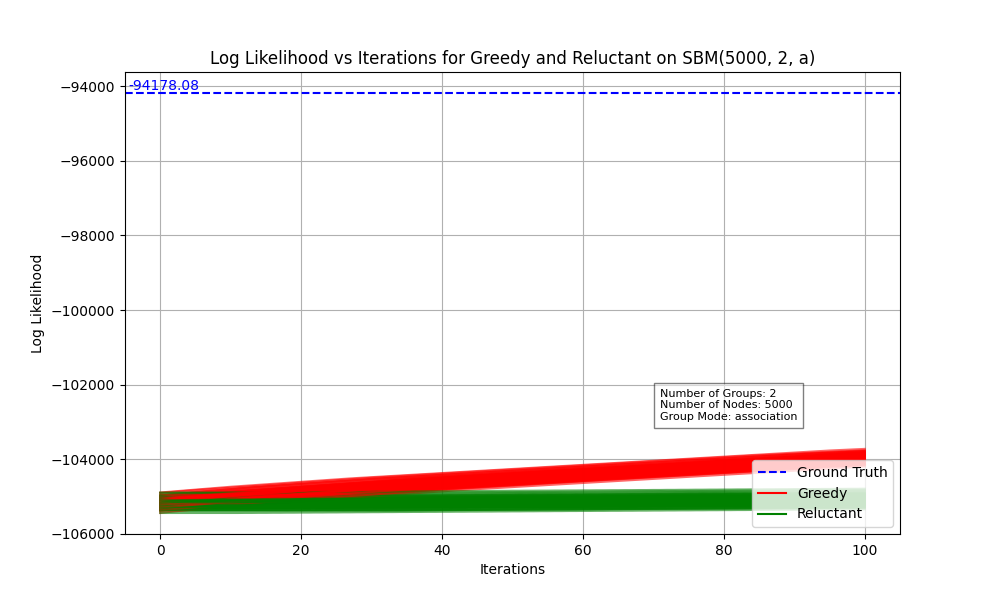 Log Likelihood vs Iterations for Greedy and Reluctant on SBM(5000, 2, a)
−94000
-94178.08
−96000
−98000
−100000
−102000
−104000
−106000
Log Likelihood
Number of Groups: 2
Number of Nodes: 5000
Group Mode: association
Ground Truth
Greedy
Reluctant
0 20 40 60 80 100
Iterations